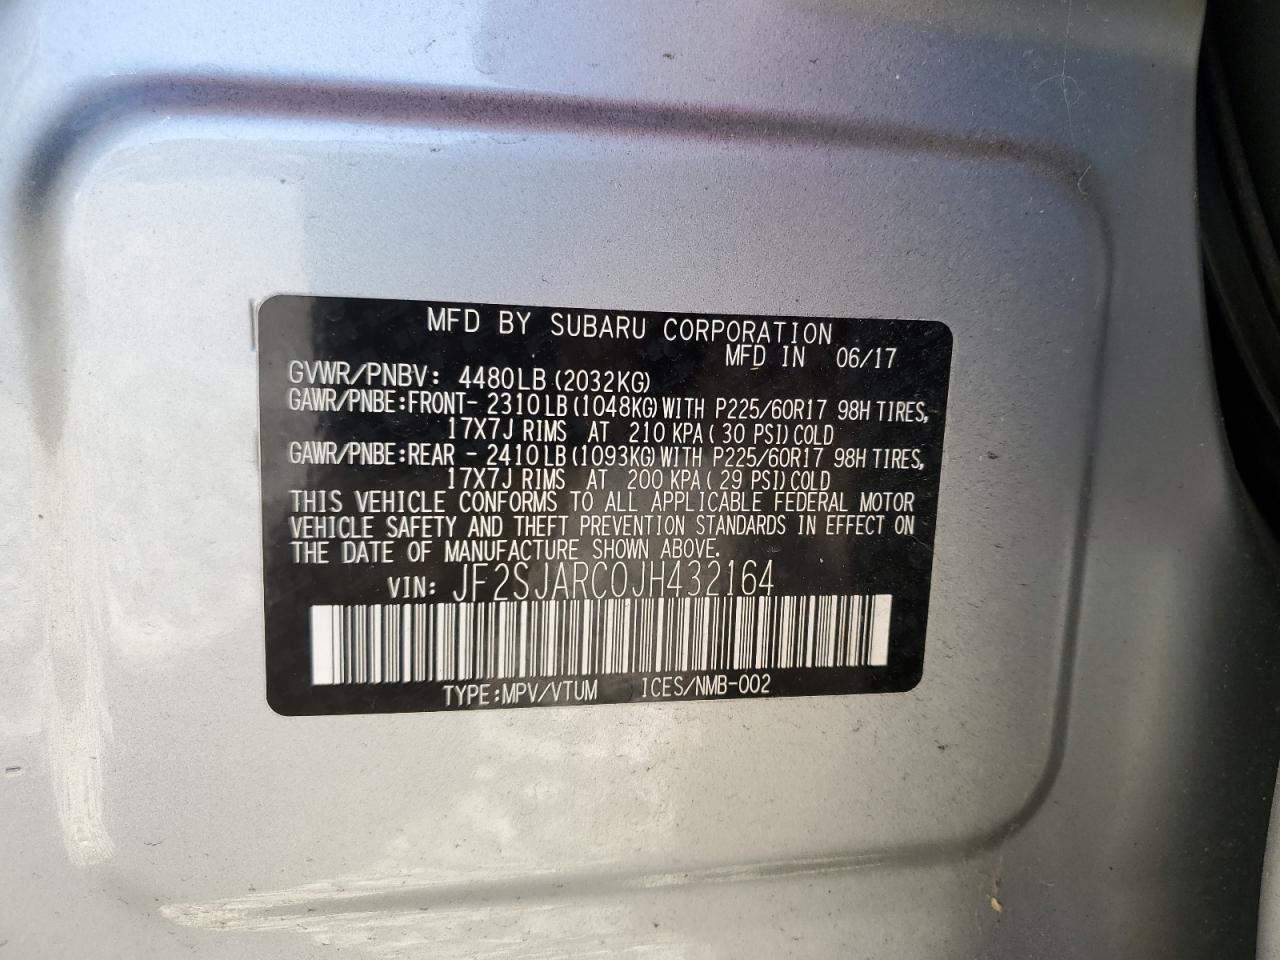 MFD BY SUBARU CORPORATION
MFD IN 06/17
GVWR/PNBV: 4480LB (2032KG)
GAWR/PNBE:FRONT- 2310LB (1048KG) WITH P225/60R17 98H TIRES,
17X7J RIMS AT 210 KPA ( 30 PSI) COLD
GAWR/PNBE:REAR - 2410LB (1093KG) WITH P225/60R17 98H TIRES,
17X7J RIMS AT 200 KPA ( 29 PSI) COLD
THIS VEHICLE CONFORMS TO ALL APPLICABLE FEDERAL MOTOR
VEHICLE SAFETY AND THEFT PREVENTION STANDARDS IN EFFECT ON
THE DATE OF MANUFACTURE SHOWN ABOVE.
VIN: JF2SJARC0JH432164
TYPE:MPV/VTUM ICES/NMB-002